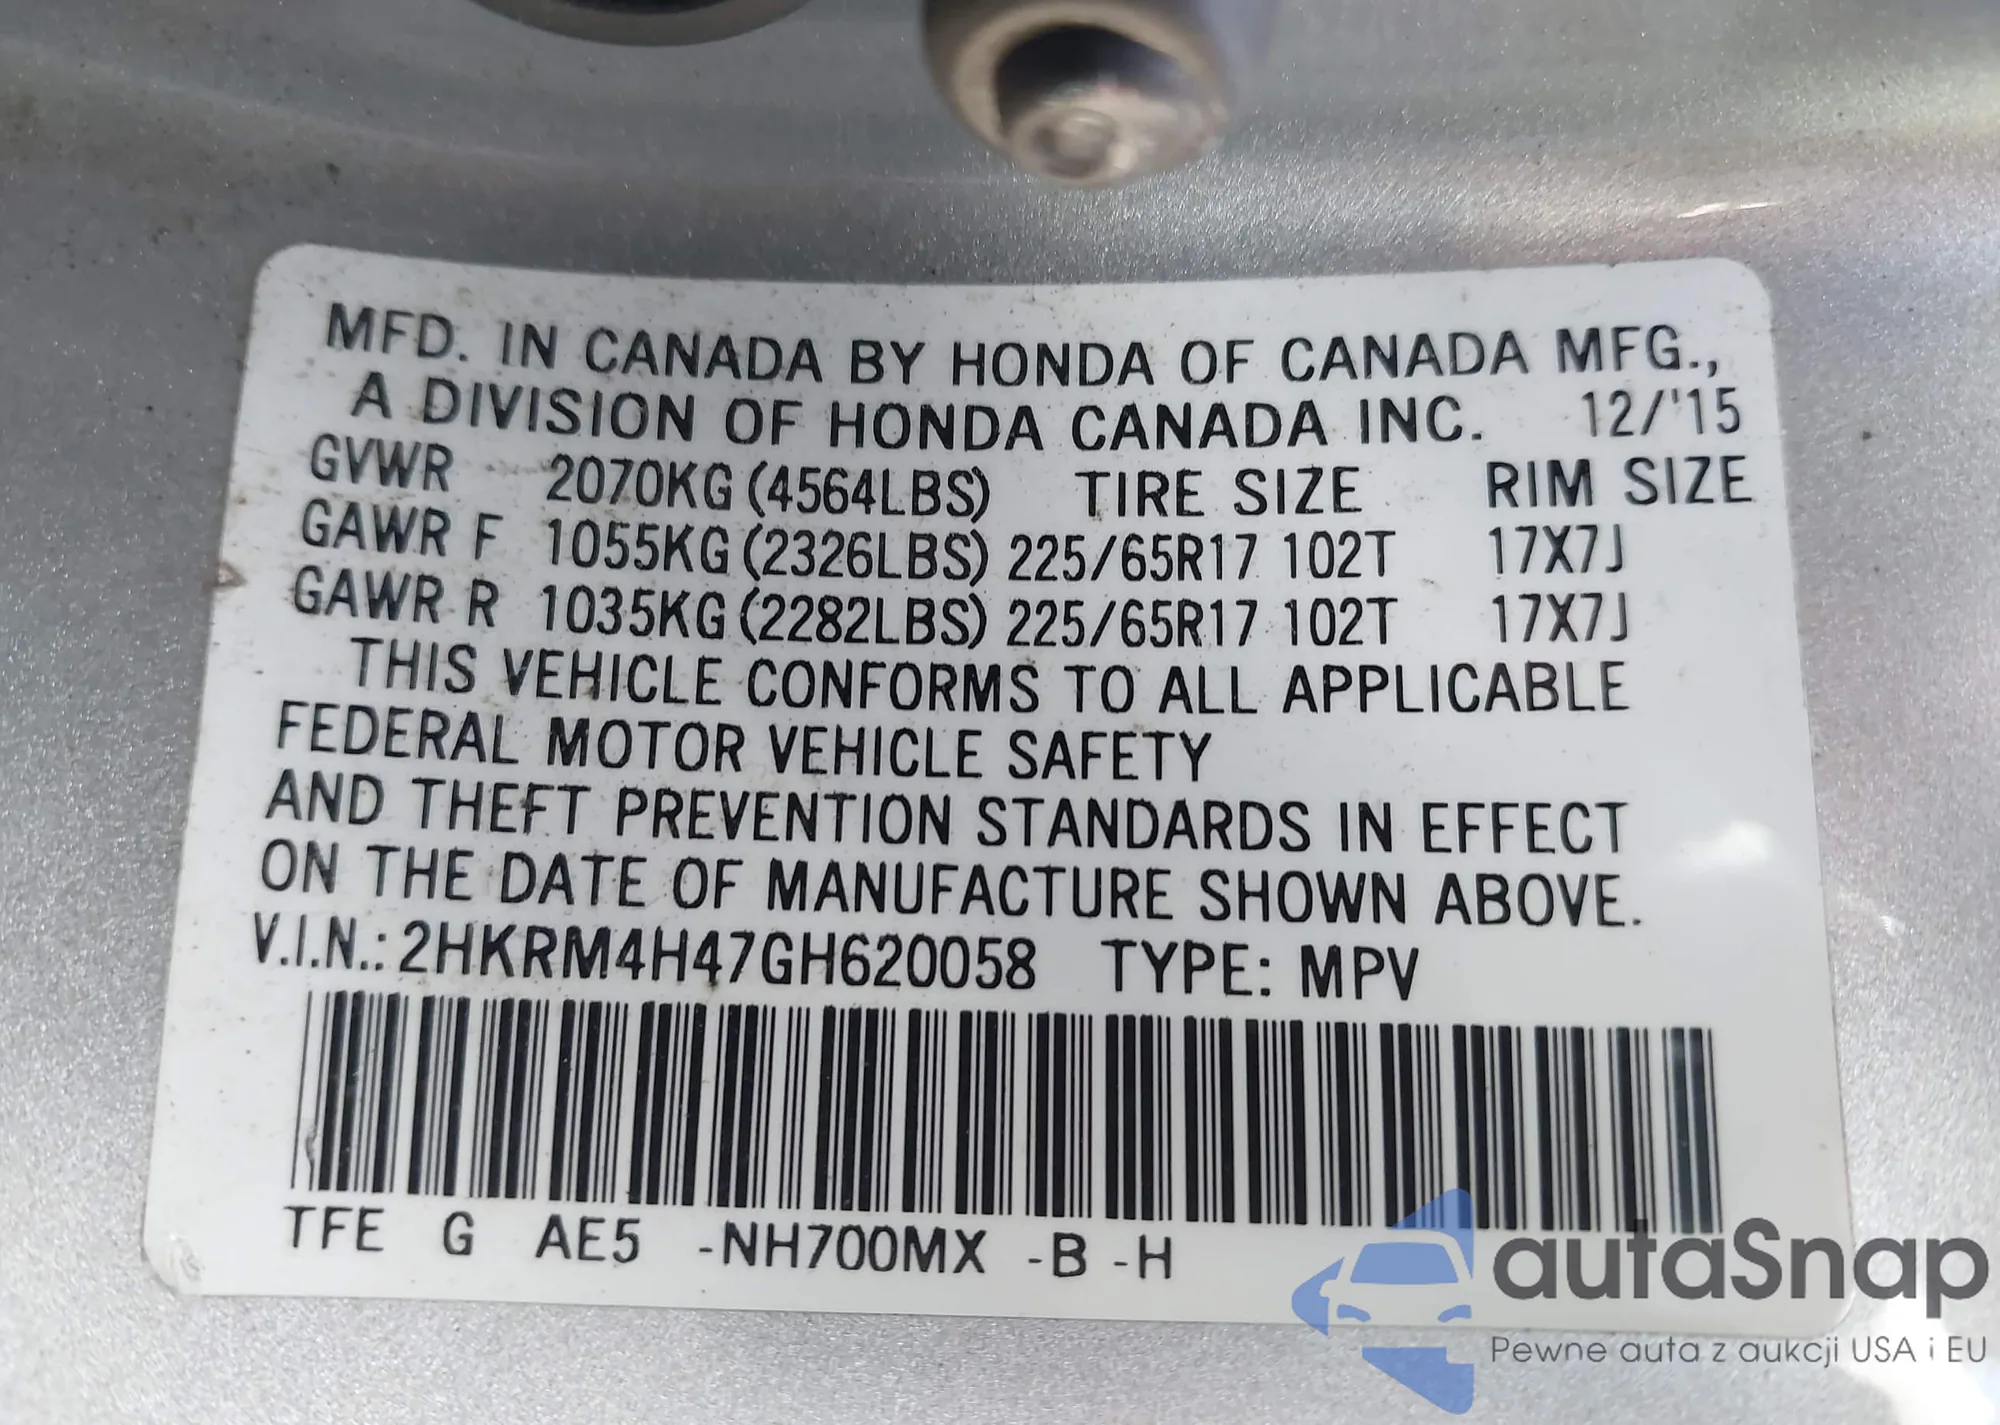 MFD. IN CANADA BY HONDA OF CANADA MFG.,
A DIVISION OF HONDA CANADA INC. 12/'15
GVWR 2070KG (4564LBS) TIRE SIZE RIM SIZE
GAWR F 1055KG (2326LBS) 225/65R17 102T 17X7J
GAWR R 1035KG (2282LBS) 225/65R17 102T 17X7J
THIS VEHICLE CONFORMS TO ALL APPLICABLE
FEDERAL MOTOR VEHICLE SAFETY
AND THEFT PREVENTION STANDARDS IN EFFECT
ON THE DATE OF MANUFACTURE SHOWN ABOVE.
V.I.N.: 2HKRM4H47GH620058 TYPE: MPV
TFE G AE5 -NH700MX -B -H
autaSnap
Pewne auta z aukcji USA i EU